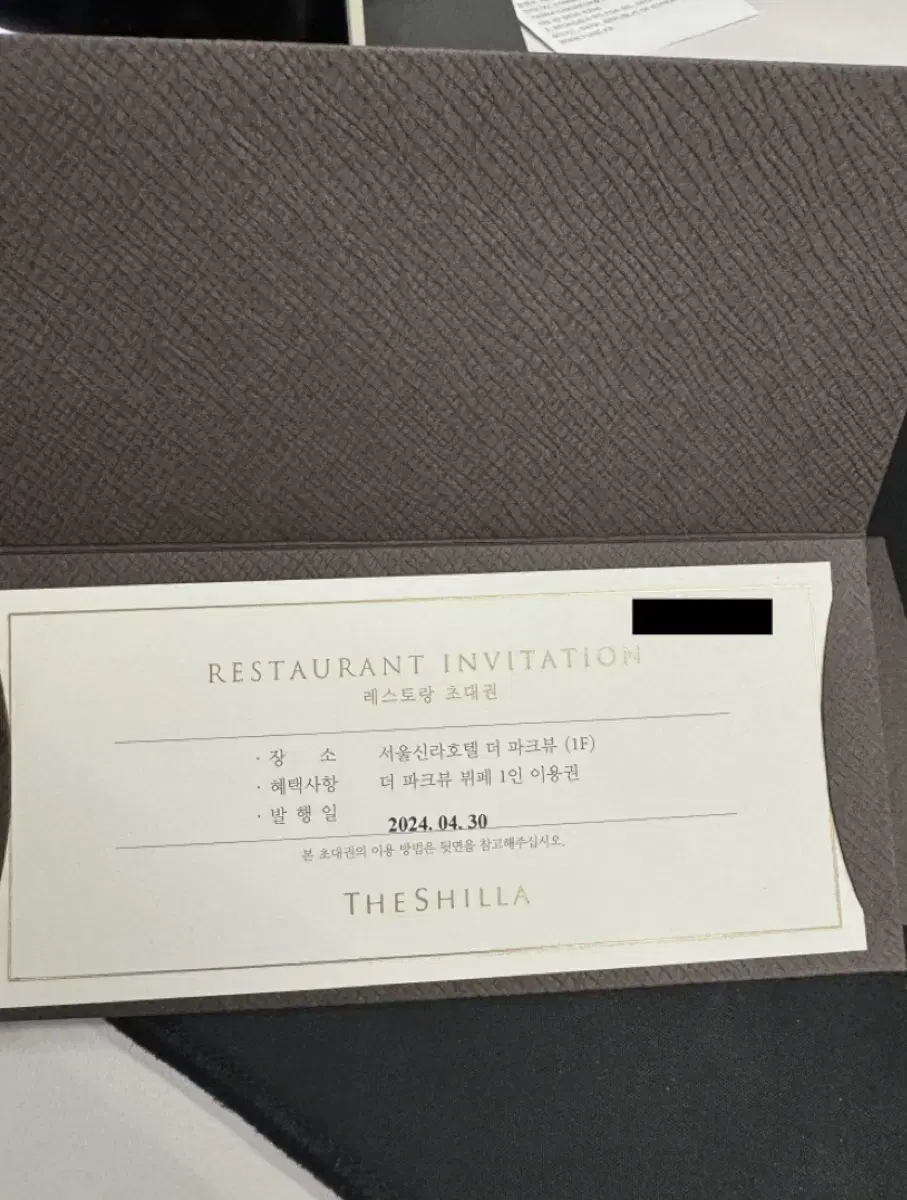 RESTAURANT INVITATION
레스토랑 초대권
· 장 소 서울신라호텔 더 파크뷰 (1F)
· 혜택사항 더 파크뷰 뷔페 1인 이용권
· 발 행 일 2024. 04. 30
본 초대권의 이용 방법은 뒷면을 참고해주십시오.
THE SHILLA